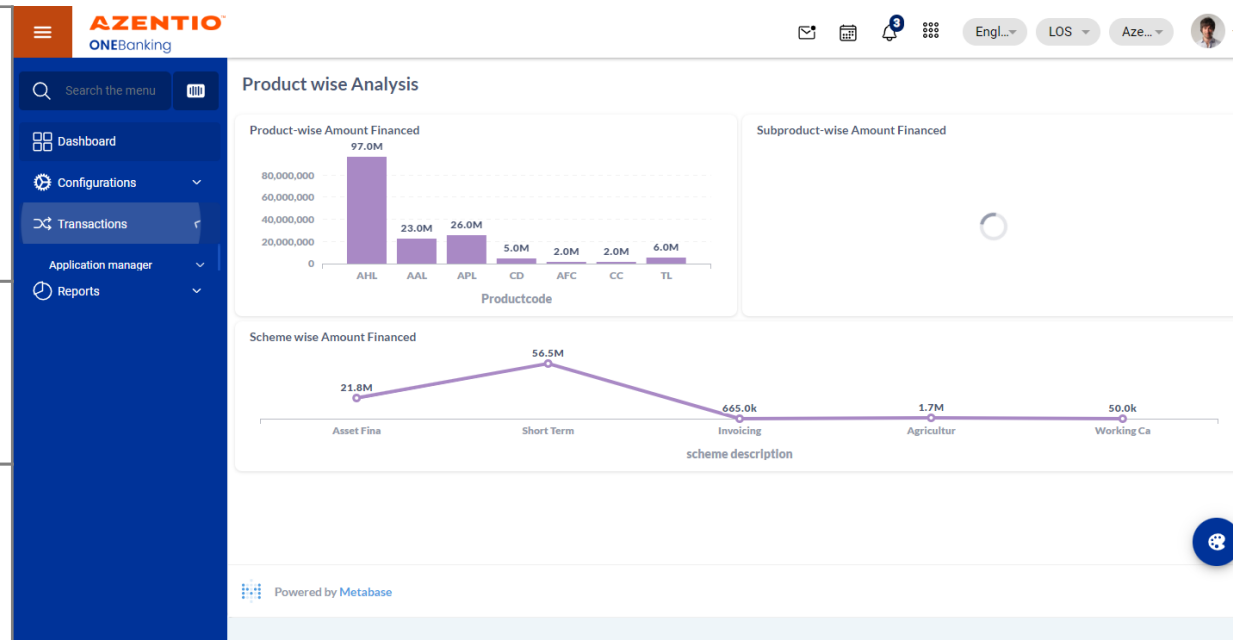 AZENTIO
ONEBanking
3
Engl...
LOS
Aze...
Search the menu
Dashboard
Configurations
Transactions
Application manager
Reports
Product wise Analysis
Product-wise Amount Financed
97.0M
80,000,000
60,000,000
40,000,000
20,000,000
0
23.0M
26.0M
5.0M
2.0M
2.0M
6.0M
AHL
AAL
APL
CD
AFC
CC
TL
Productcode
Subproduct-wise Amount Financed
Scheme wise Amount Financed
56.5M
21.8M
665.0k
1.7M
50.0k
Asset Fina
Short Term
Invoicing
Agricultur
Working Ca
scheme description
Powered by Metabase